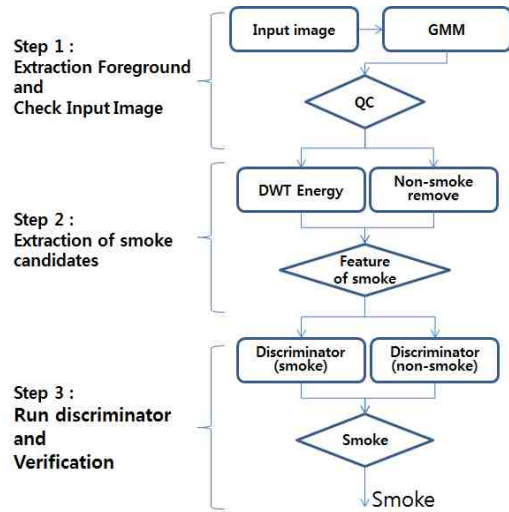 Step 1 :
Extraction Foreground
and
Check Input Image
Input image
GMM
QC
Step 2 :
Extraction of smoke
candidates
DWT Energy
Non-smoke
remove
Feature
of smoke
Step 3 :
Run discriminator
and
Verification
Discriminator
(smoke)
Discriminator
(non-smoke)
Smoke
Smoke